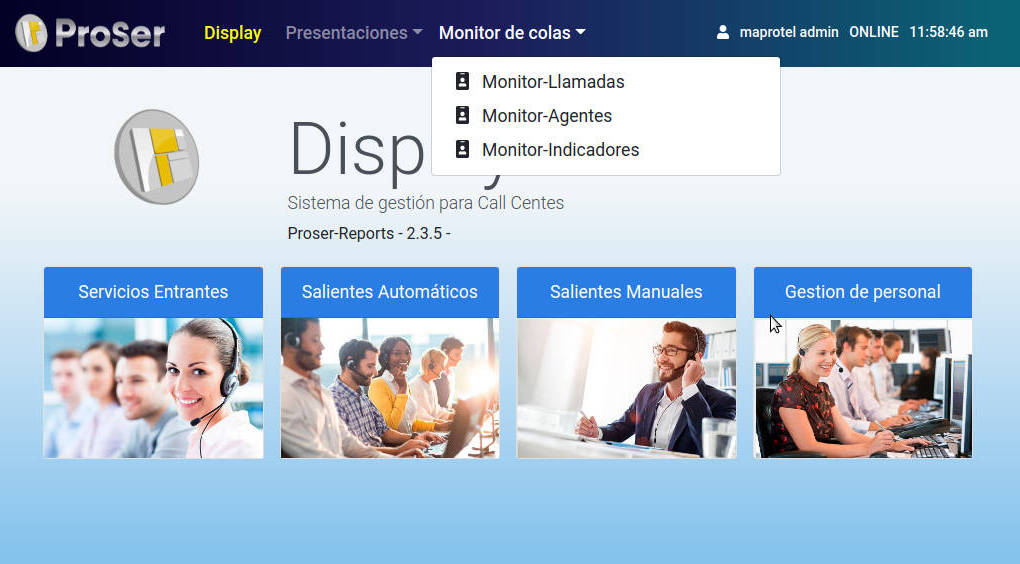 ProSer
Display
Presentaciones
Monitor de colas
maprotel admin
ONLINE
11:58:46 am
Monitor-Llamadas
Monitor-Agentes
Monitor-Indicadores
Display
Sistema de gestión para Call Centes
Proser-Reports - 2.3.5 -
Servicios Entrantes
Salientes Automáticos
Salientes Manuales
Gestion de personal